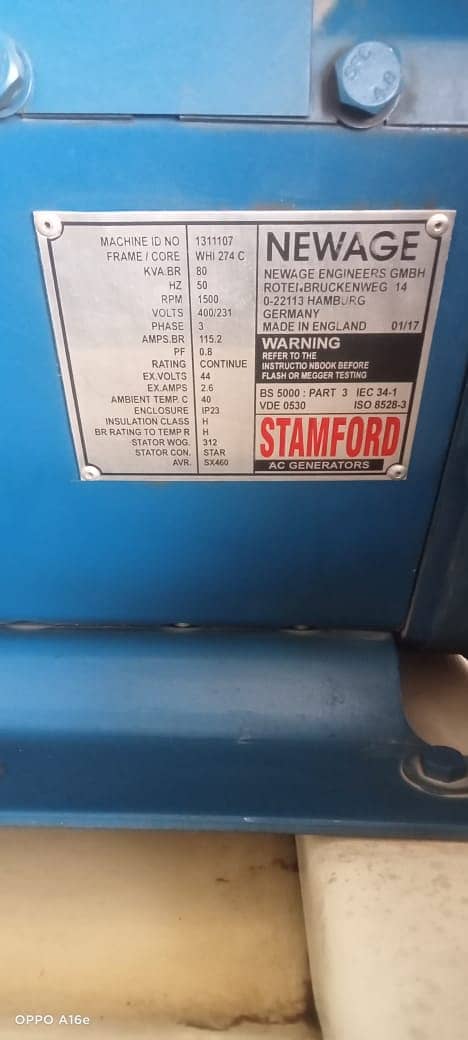 MACHINE ID NO 1311107
FRAME / CORE WHI 274 C
KVA.BR 80
HZ 50
RPM 1500
VOLTS 400/231
PHASE 3
AMPS.BR 115.2
PF 0.8
RATING CONTINUE
EX.VOLTS 44
EX.AMPS 2.6
AMBIENT TEMP. C 40
ENCLOSURE IP23
INSULATION CLASS H
BR RATING TO TEMP R H
STATOR WOG. 312
STATOR CON. STAR
AVR. SX460
NEWAGE
NEWAGE ENGINEERS GMBH
BRUCKENWEG 14
0-22113 HAMBURG
GERMANY
MADE IN ENGLAND 01/17
WARNING
REFER TO THE
INSTRUCTIO NBOOK BEFORE
FLASH OR MEGGER TESTING
BS 5000 : PART 3 IEC 34-1
VDE 0530 ISO 8528-3
STAMFORD
AC GENERATORS
OPPO A16e